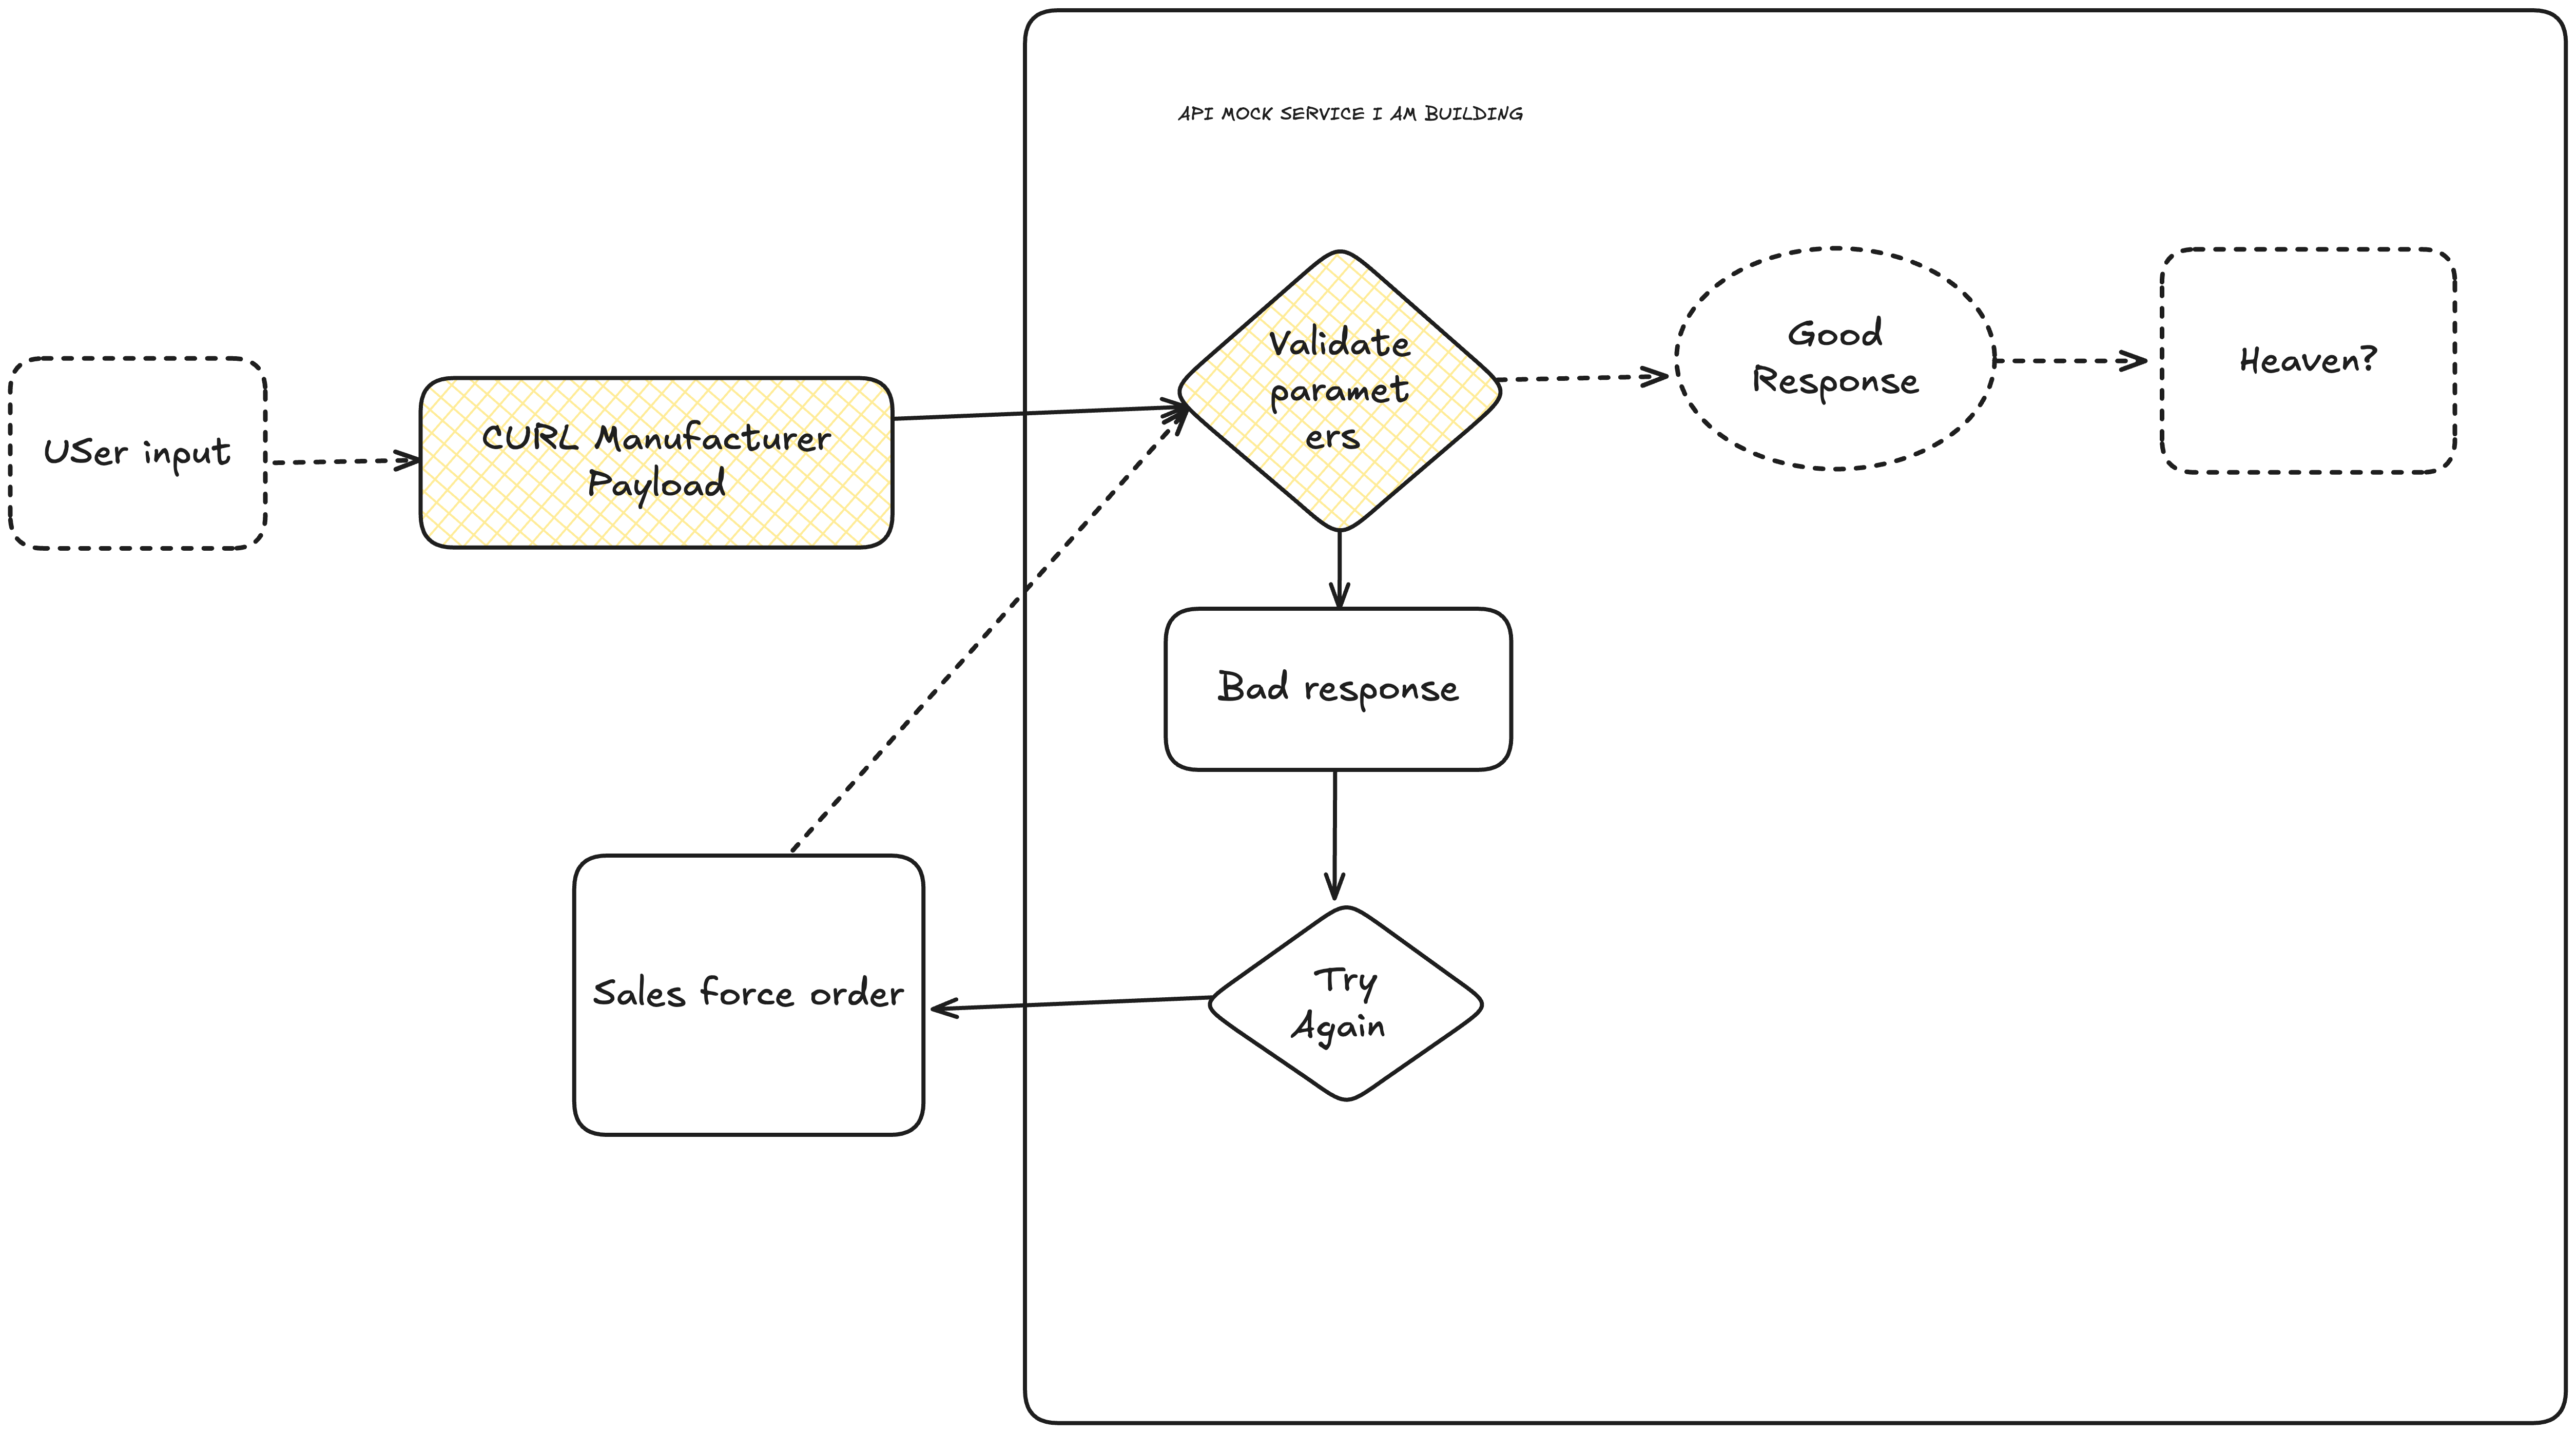 API MOCK SERVICE I AM BUILDING
USer input
CURL Manufacturer
Payload
Validate
paramet
ers
Good
Response
Heaven?
Bad response
Sales force order
Try
Again